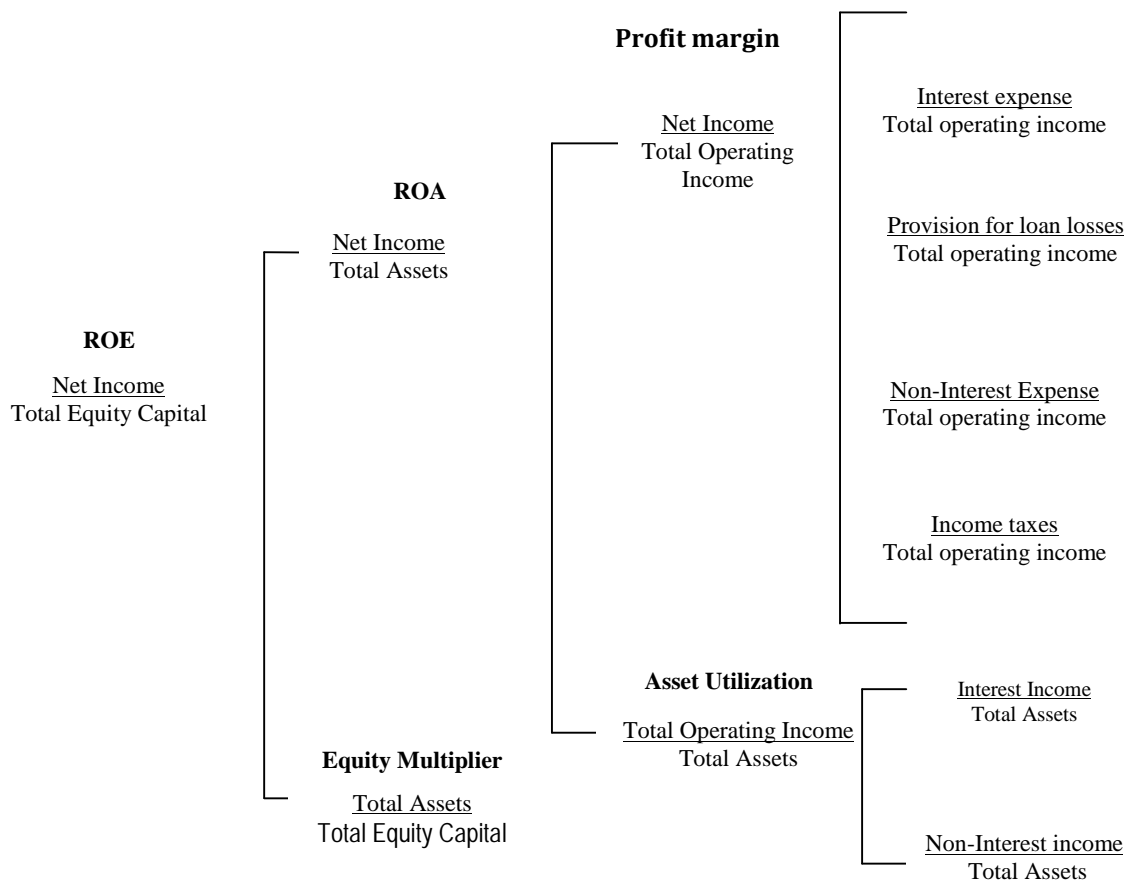 Profit margin
Interest expense
Total operating income
Net Income
Total Operating
Income
ROA
Provision for loan losses
Total operating income
Net Income
Total Assets
ROE
Net Income
Total Equity Capital
Non-Interest Expense
Total operating income
Income taxes
Total operating income
Asset Utilization
Interest Income
Total Assets
Total Operating Income
Total Assets
Equity Multiplier
Total Assets
Total Equity Capital
Non-Interest income
Total Assets